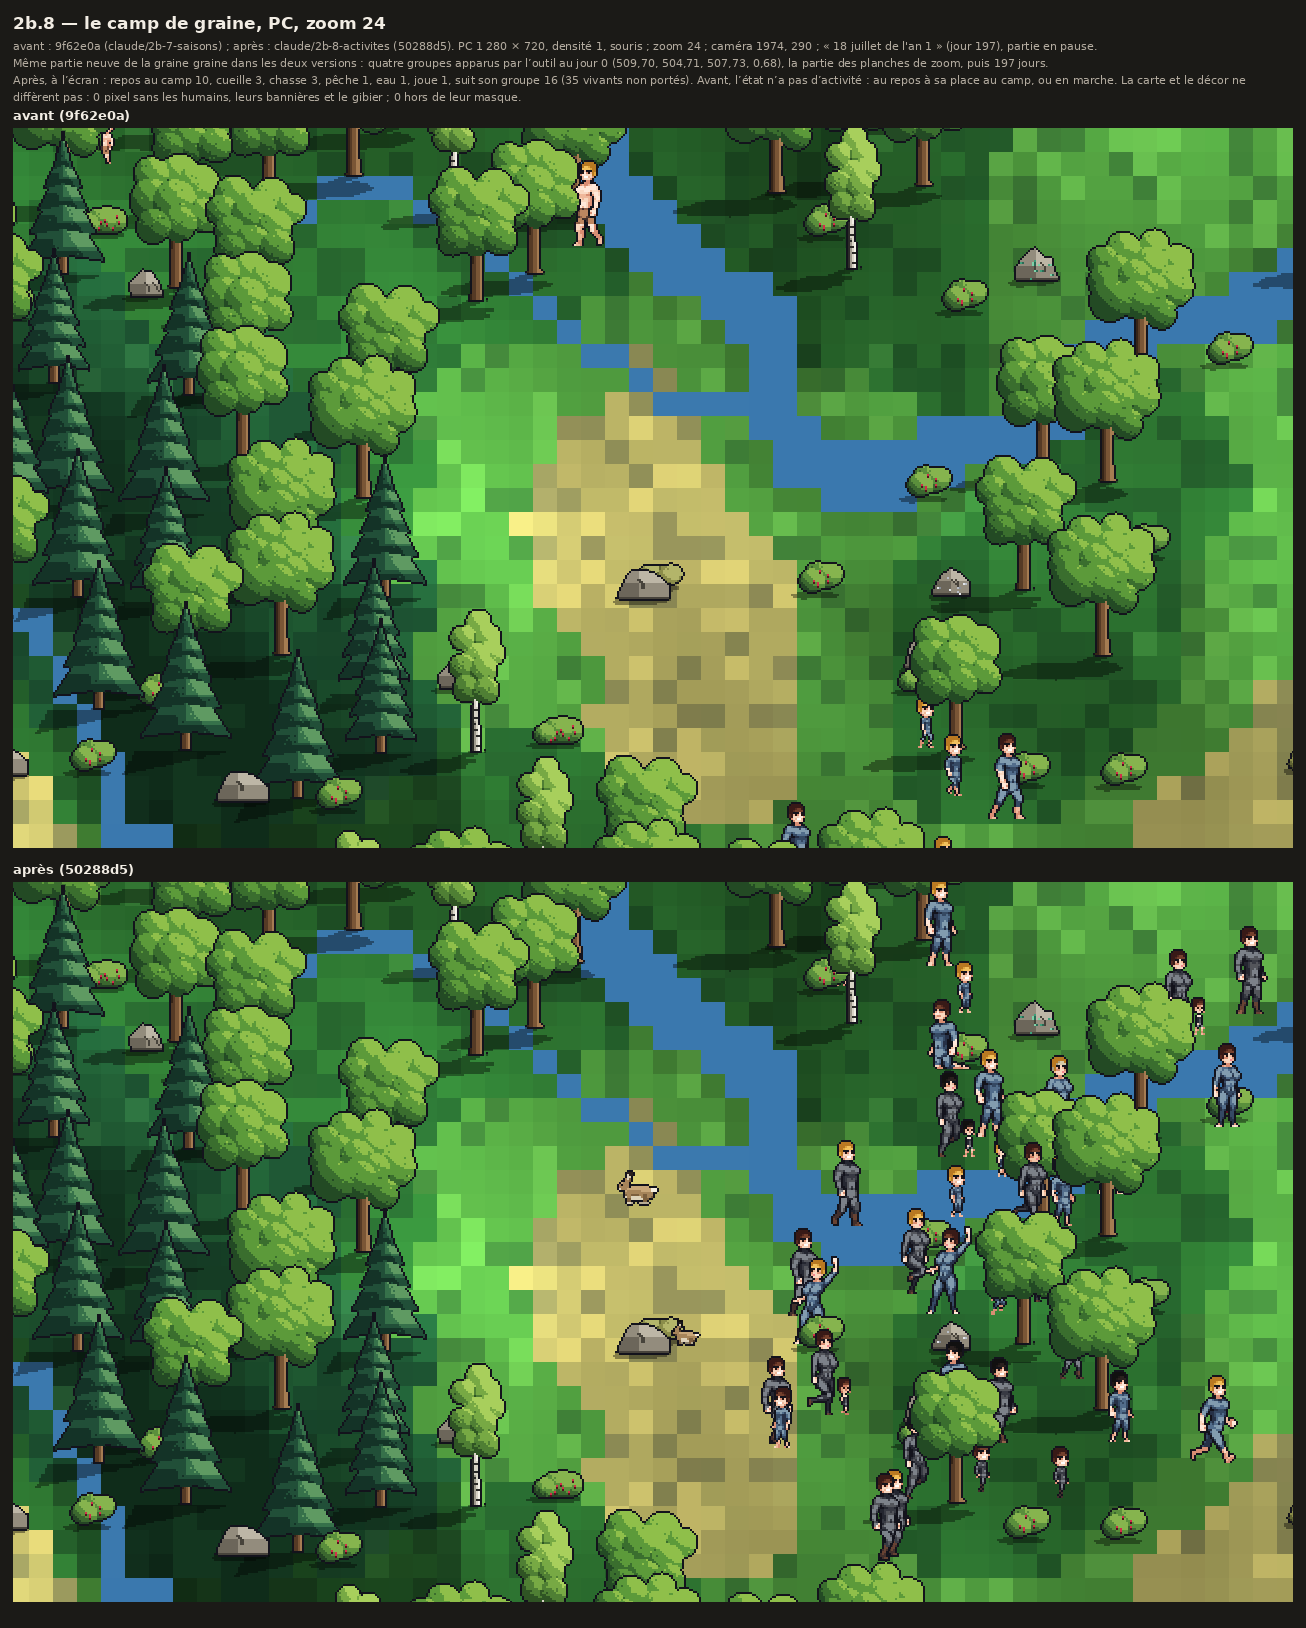 2b.8 — le camp de graine, PC, zoom 24
avant : 9f62e0a (claude/2b-7-saisons) ; après : claude/2b-8-activites (50288d5). PC 1 280 × 720, densité 1, souris ; zoom 24 ; caméra 1974, 290 ; « 18 juillet de l'an 1 » (jour 197), partie en pause.
Même partie neuve de la graine graine dans les deux versions : quatre groupes apparus par l'outil au jour 0 (509,70, 504,71, 507,73, 0,68), la partie des planches de zoom, puis 197 jours.
Après, à l'écran : repos au camp 10, cueille 3, chasse 3, pêche 1, eau 1, joue 1, suit son groupe 16 (35 vivants non portés). Avant, l'état n'a pas d'activité : au repos à sa place au camp, ou en marche. La carte et le décor ne
diffèrent pas : 0 pixel sans les humains, leurs bannières et le gibier ; 0 hors de leur masque.
avant (9f62e0a)
après (50288d5)